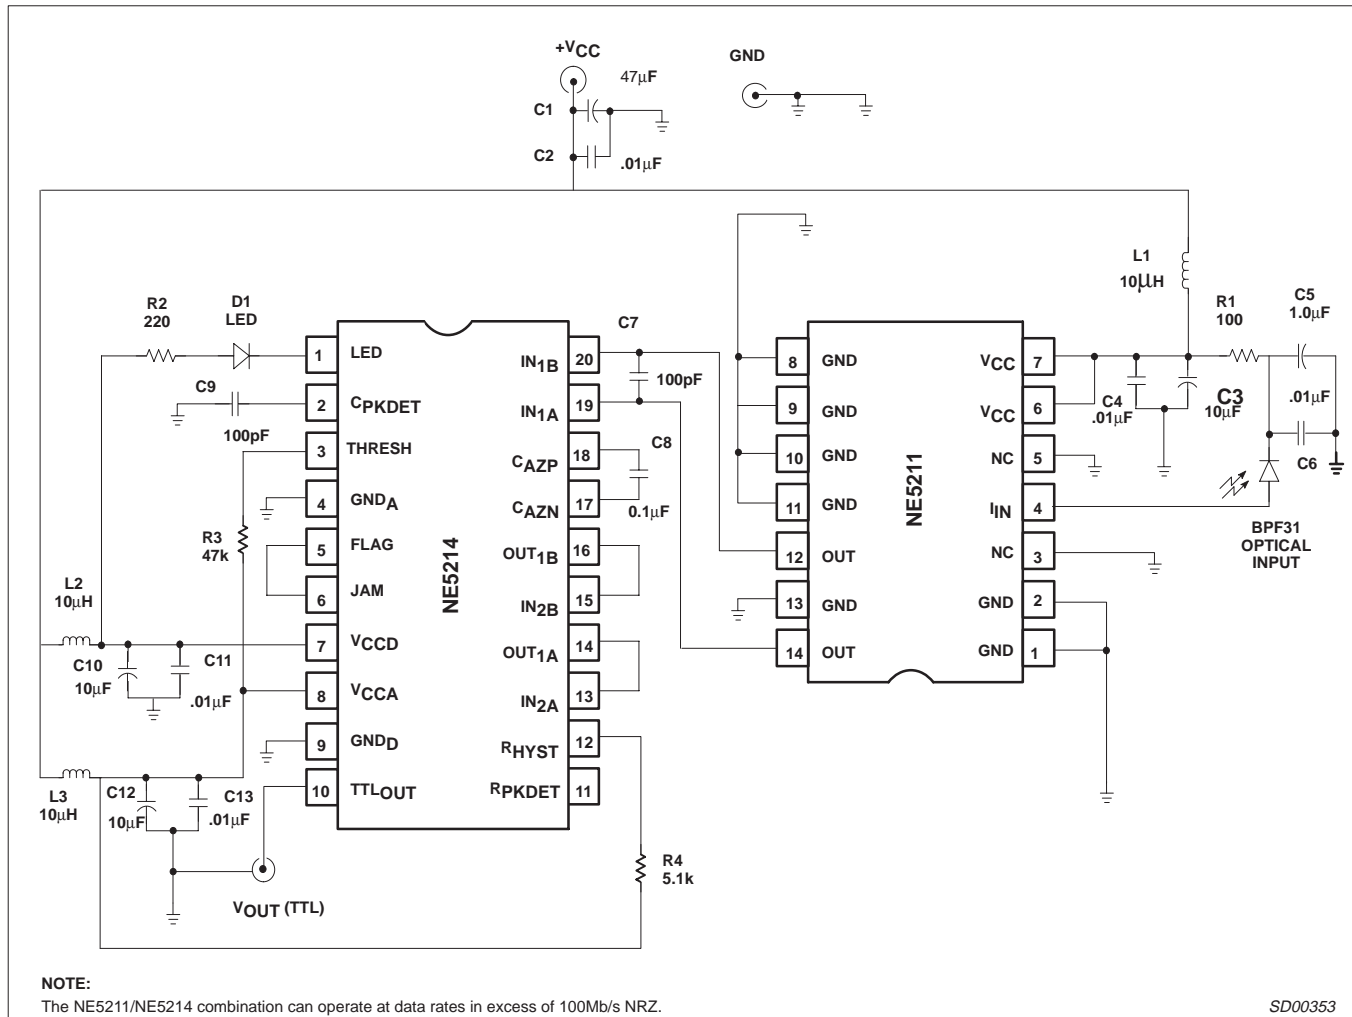 +VCC
GND
47μF
C1
C2
.01μF
L1
10μH
R2
220
D1
LED
C7
R1
100
C5
1.0μF
1
LED
IN1B
20
8
GND
VCC
7
C9
100pF
2
CPKDET
IN1A
19
9
GND
VCC
6
C4
.01μF
C3
10μF
.01μF
100pF
3
THRESH
CAZP
18
C8
10
GND
NC
5
C6
4
GNDA
CAZN
17
0.1μF
11
GND
NE5211
IIN
4
R3
47k
5
FLAG
NE5214
OUT1B
16
12
OUT
NC
3
BPF31
OPTICAL
INPUT
L2
10μH
6
JAM
IN2B
15
13
GND
GND
2
7
VCCD
OUT1A
14
14
OUT
GND
1
C10
10μF
C11
.01μF
8
VCCA
IN2A
13
9
GNDD
RHYST
12
L3
10μH
C12
10μF
C13
.01μF
10
TTLOUT
RPKDET
11
R4
5.1k
VOUT (TTL)
NOTE:
The NE5211/NE5214 combination can operate at data rates in excess of 100Mb/s NRZ.
SD00353